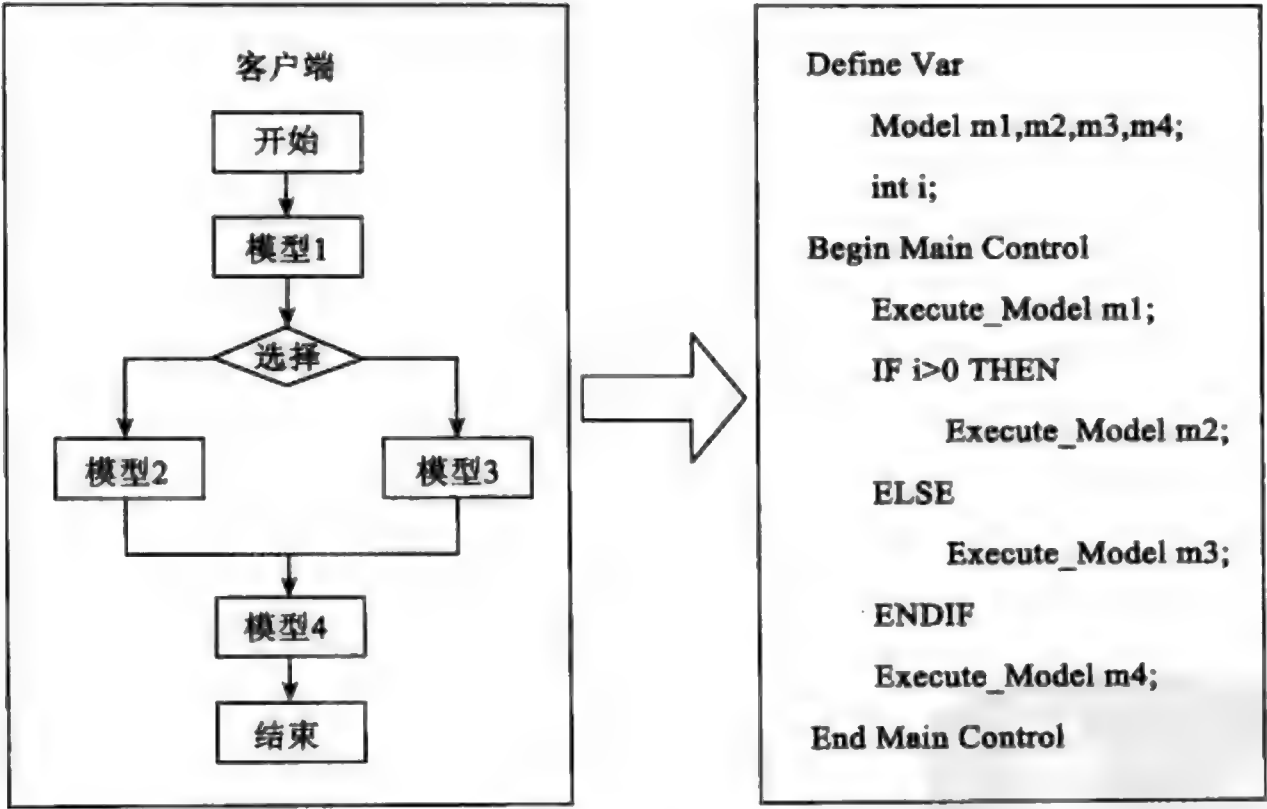 客户端
开始
模型1
选择
模型2
模型3
模型4
结束
Define Var
Model m1,m2,m3,m4;
int i;
Begin Main Control
Execute_Model m1;
IF i>0 THEN
Execute_Model m2;
ELSE
Execute_Model m3;
ENDIF
Execute_Model m4;
End Main Control